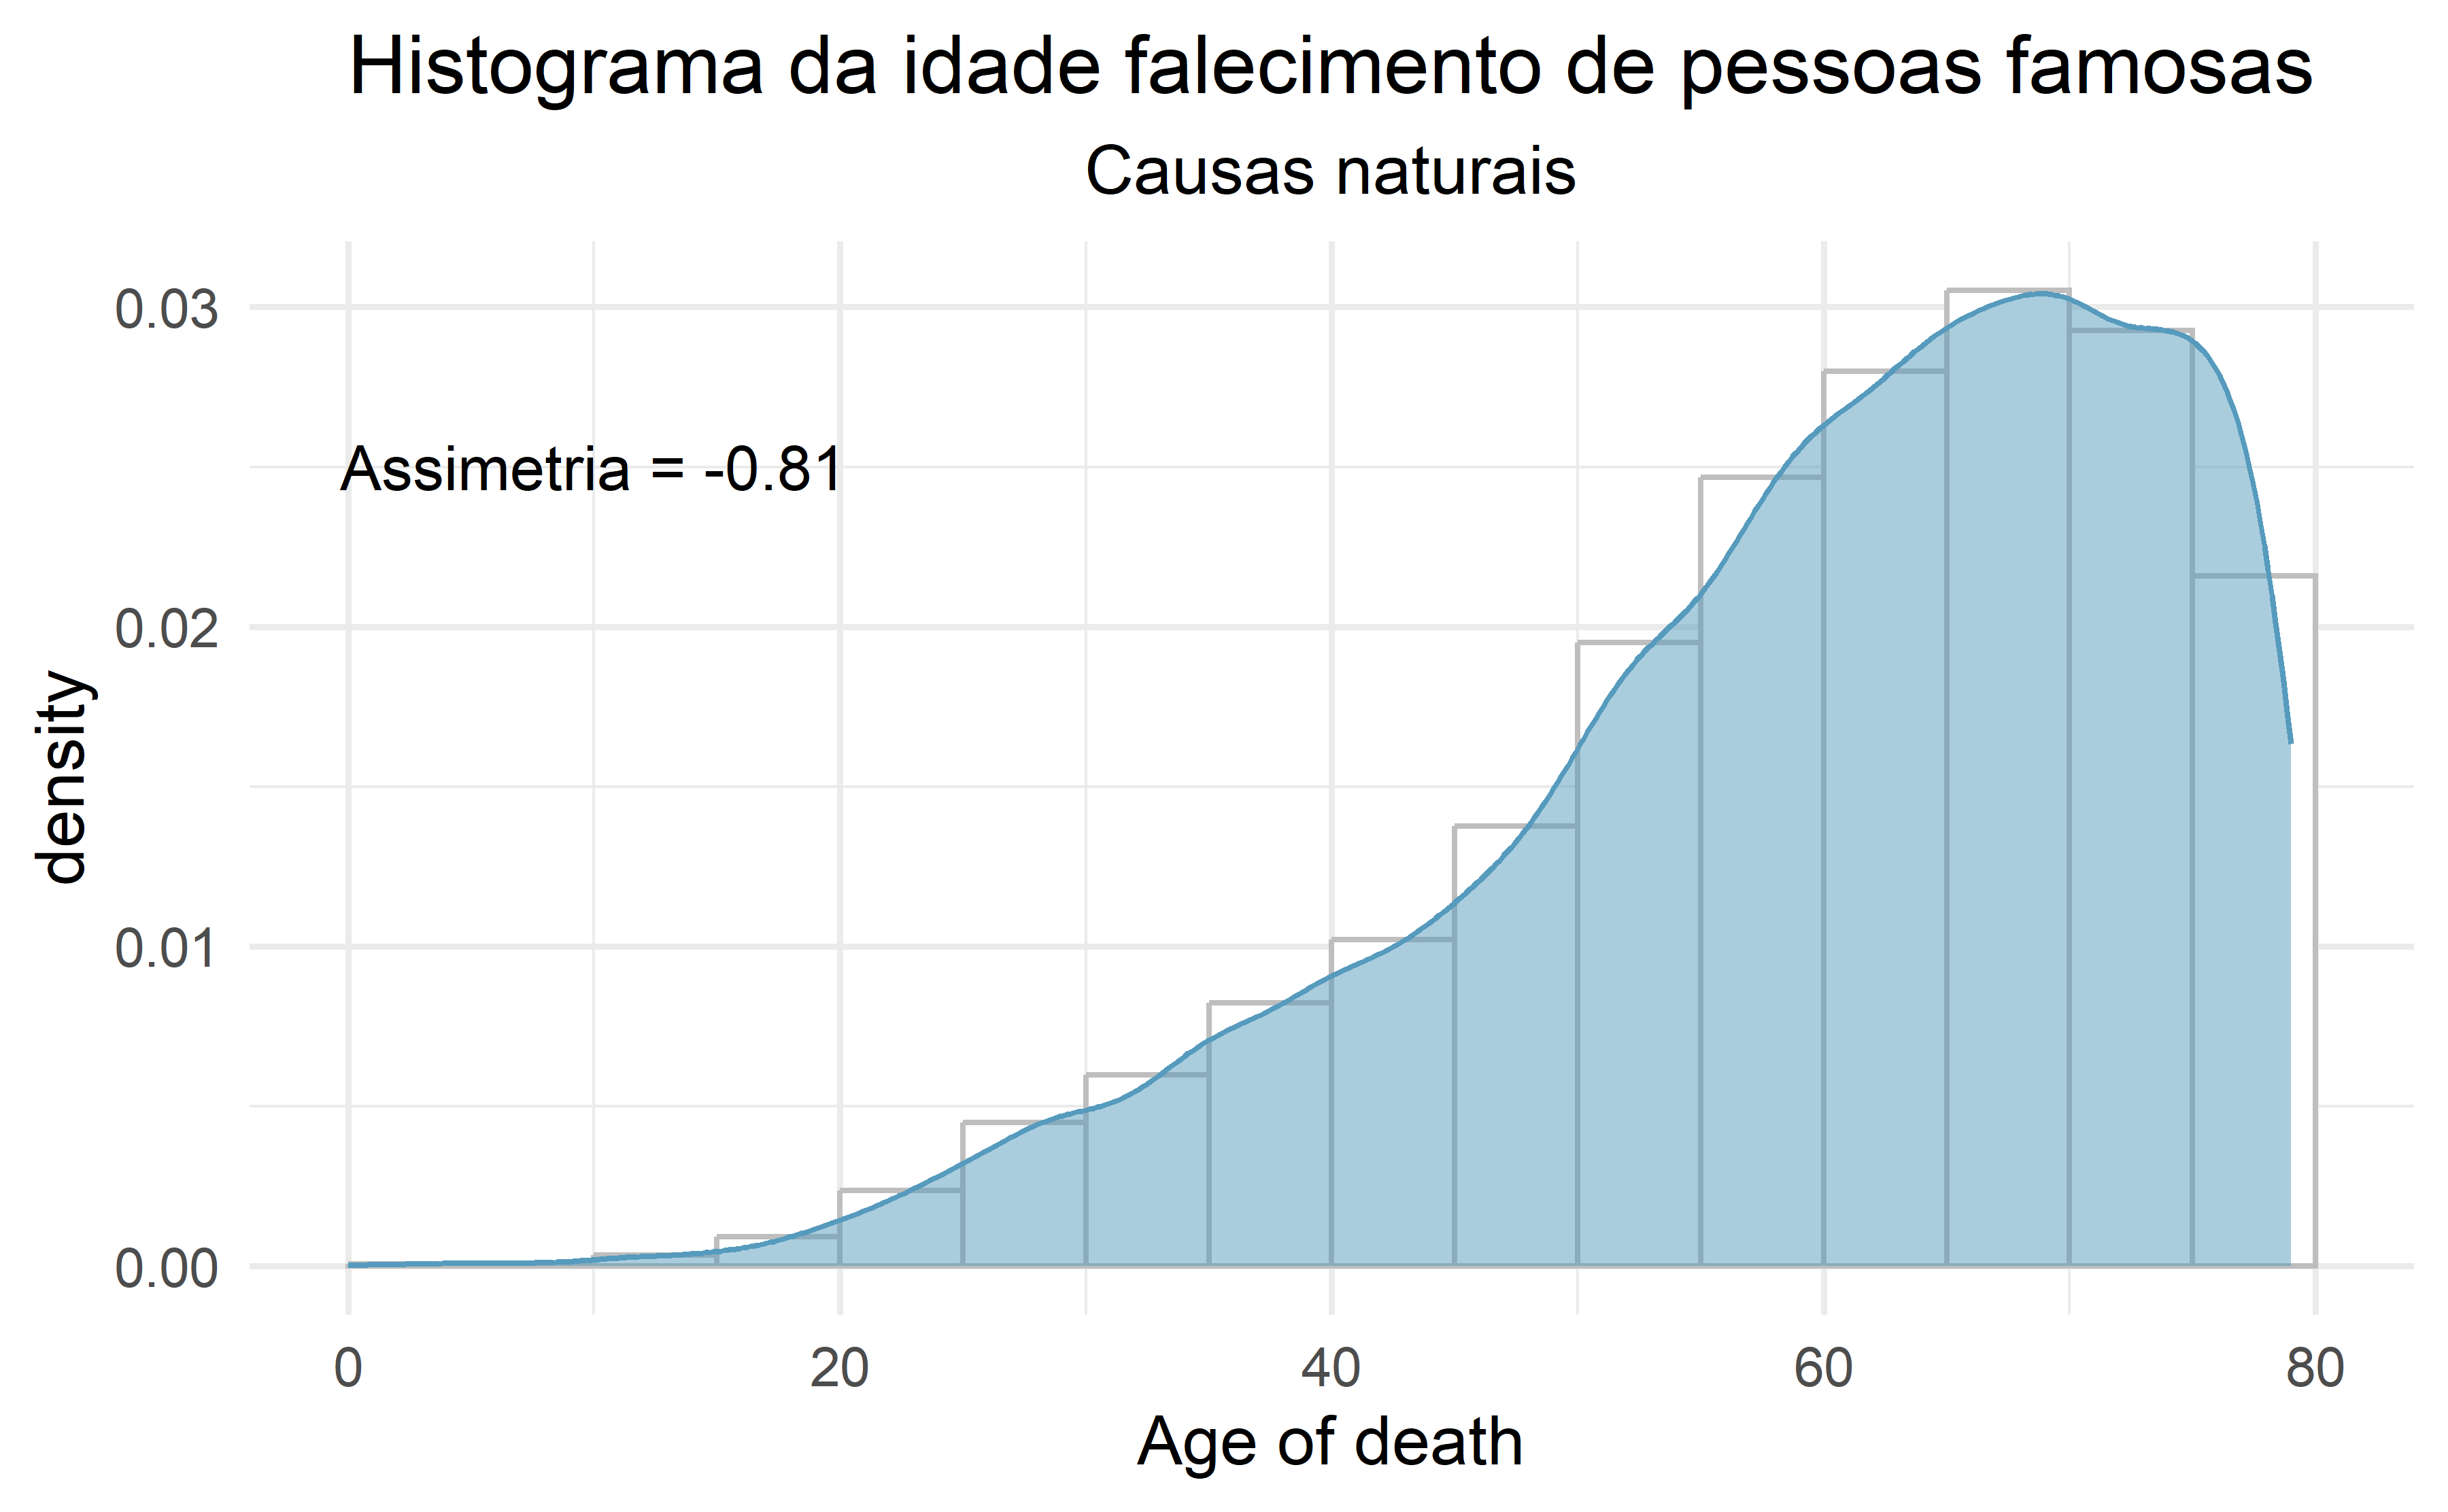 Histograma da idade falecimento de pessoas famosas
Causas naturais
0.03
Assimetria = -0.81
0.02
density
0.01
0.00
0 20 40 60 80
Age of death